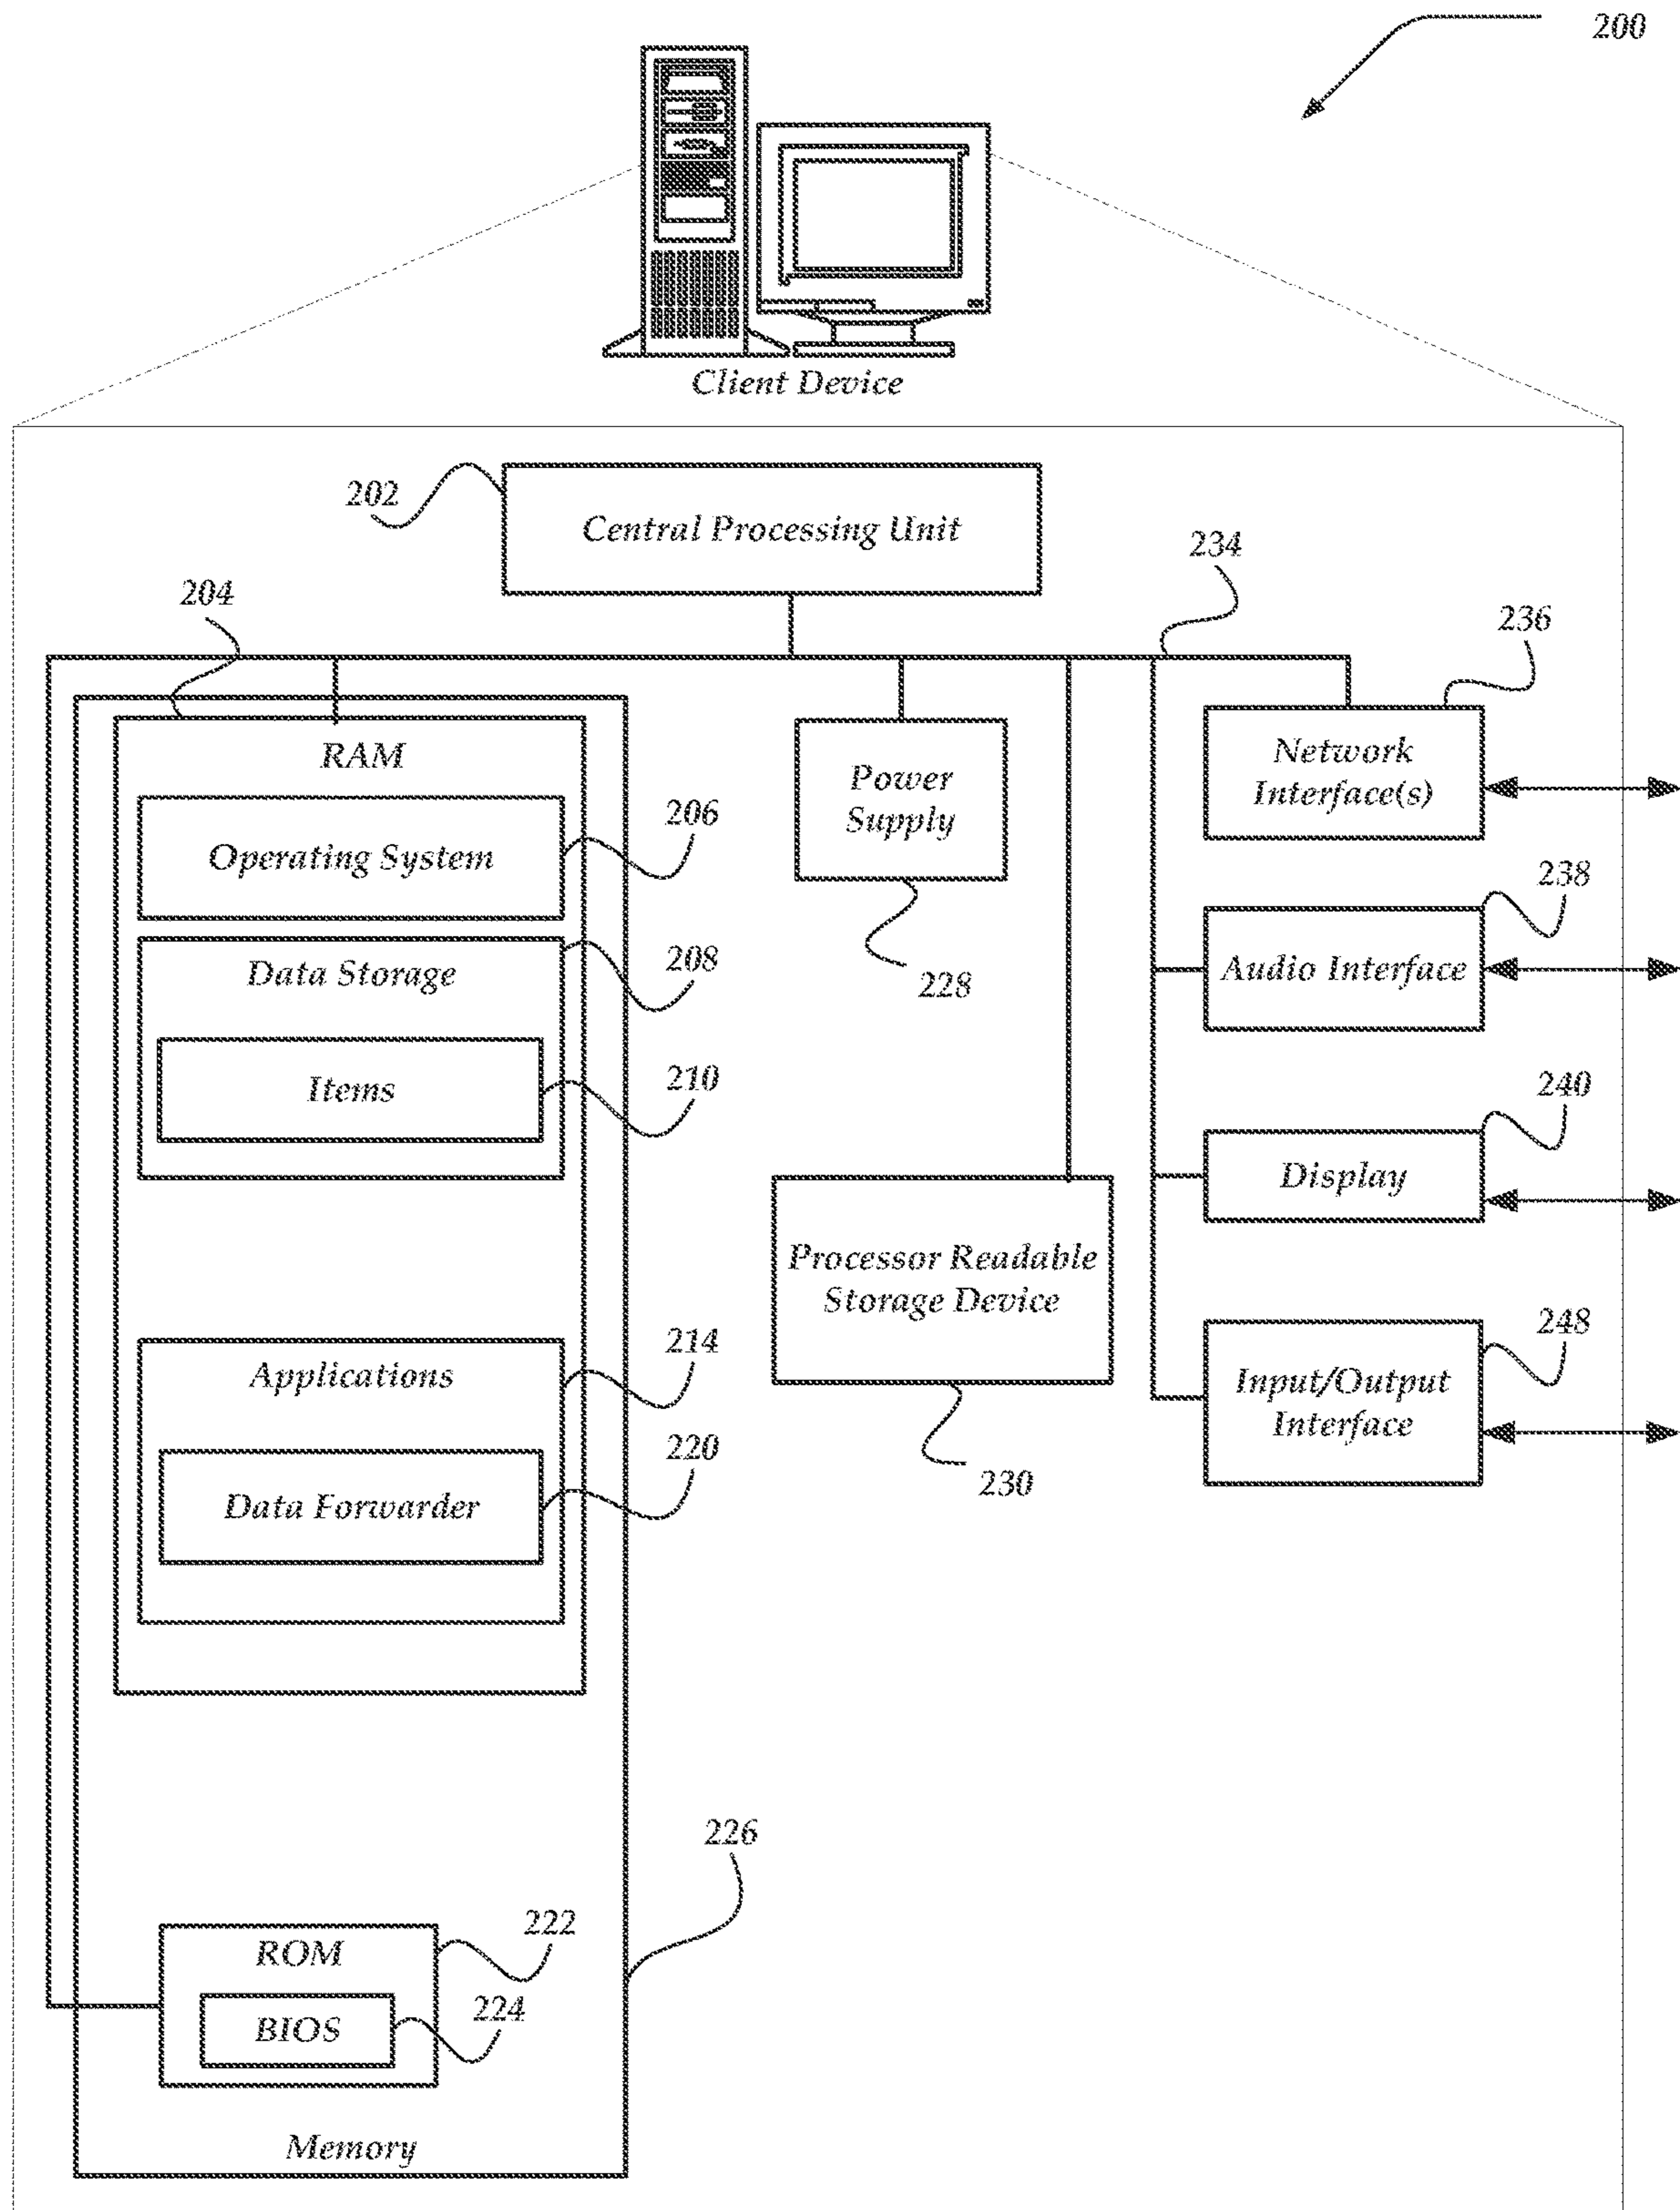 200
Client Device
202
Central Processing Unit
234
204
236
RAM
Network
Interface(s)
Power
Supply
206
Operating System
238
208
Data Storage
Audio Interface
228
210
Items
240
Display
Processor Readable
Storage Device
248
214
Applications
Input/Output
Interface
220
230
Data Forwarder
226
222
ROM
224
BIOS
Memory